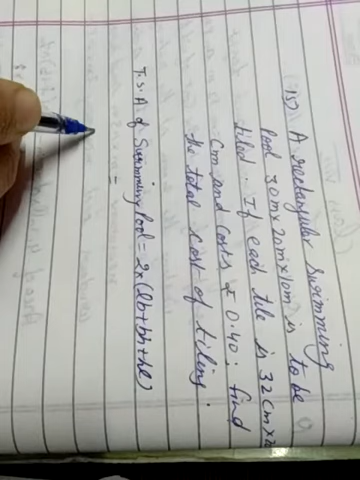 (15) A rectangular Swimming
Pool 30m×20m×10m is to be
tiled. If each tile is 32cm×
Cm and costs ₹ 0.40. find
the total cost of tiling.
T.S.A of Swimming Pool = 2×(lb+bh+hl)
=